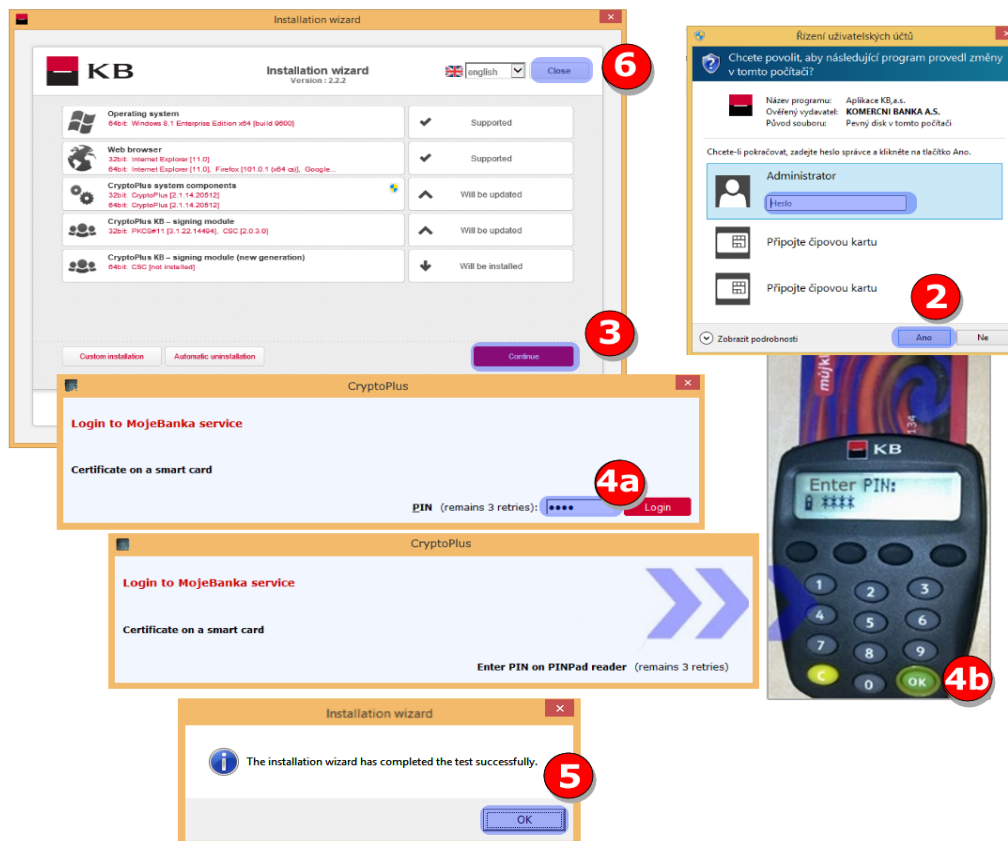 Installation wizard
KB
Installation wizard
Version : 2.2.2
english
Close
6
Operating system
64bit: Windows 8.1 Enterprise Edition x64 [build 9600]
Supported
Web browser
32bit: Internet Explorer [11.0]
64bit: Internet Explorer [11.0], Firefox [101.0.1 (x64 cs)], Google...
Supported
CryptoPlus system components
32bit: CryptoPlus [2.1.14.20512]
64bit: CryptoPlus [2.1.14.20512]
Will be updated
CryptoPlus KB – signing module
32bit: PKCS#11 [3.1.22.14494], CSC [2.0.3.0]
Will be updated
CryptoPlus KB – signing module (new generation)
64bit: CSC [not installed]
Will be installed
Custom installation
Automatic uninstallation
Continue
3
Řízení uživatelských účtů
Chcete povolit, aby následující program provedl změny
v tomto počítači?
Název programu: Aplikace KB,a.s.
Ověřený vydavatel: KOMERCNI BANKA A.S.
Původ souboru: Pevný disk v tomto počítači
Chcete-li pokračovat, zadejte heslo správce a klikněte na tlačítko Ano.
Administrator
Heslo
Připojte čipovou kartu
Připojte čipovou kartu
2
Zobrazit podrobnosti
Ano
Ne
CryptoPlus
Login to MojeBanka service
Certificate on a smart card
4a
PIN (remains 3 retries): ●●●●
Login
CryptoPlus
Login to MojeBanka service
Certificate on a smart card
Enter PIN on PINPad reader (remains 3 retries)
můjkl
134
KB
Enter PIN:
****
1 2 3
4 5 6
7 8 9
C 0 OK
4b
Installation wizard
The installation wizard has completed the test successfully.
5
OK